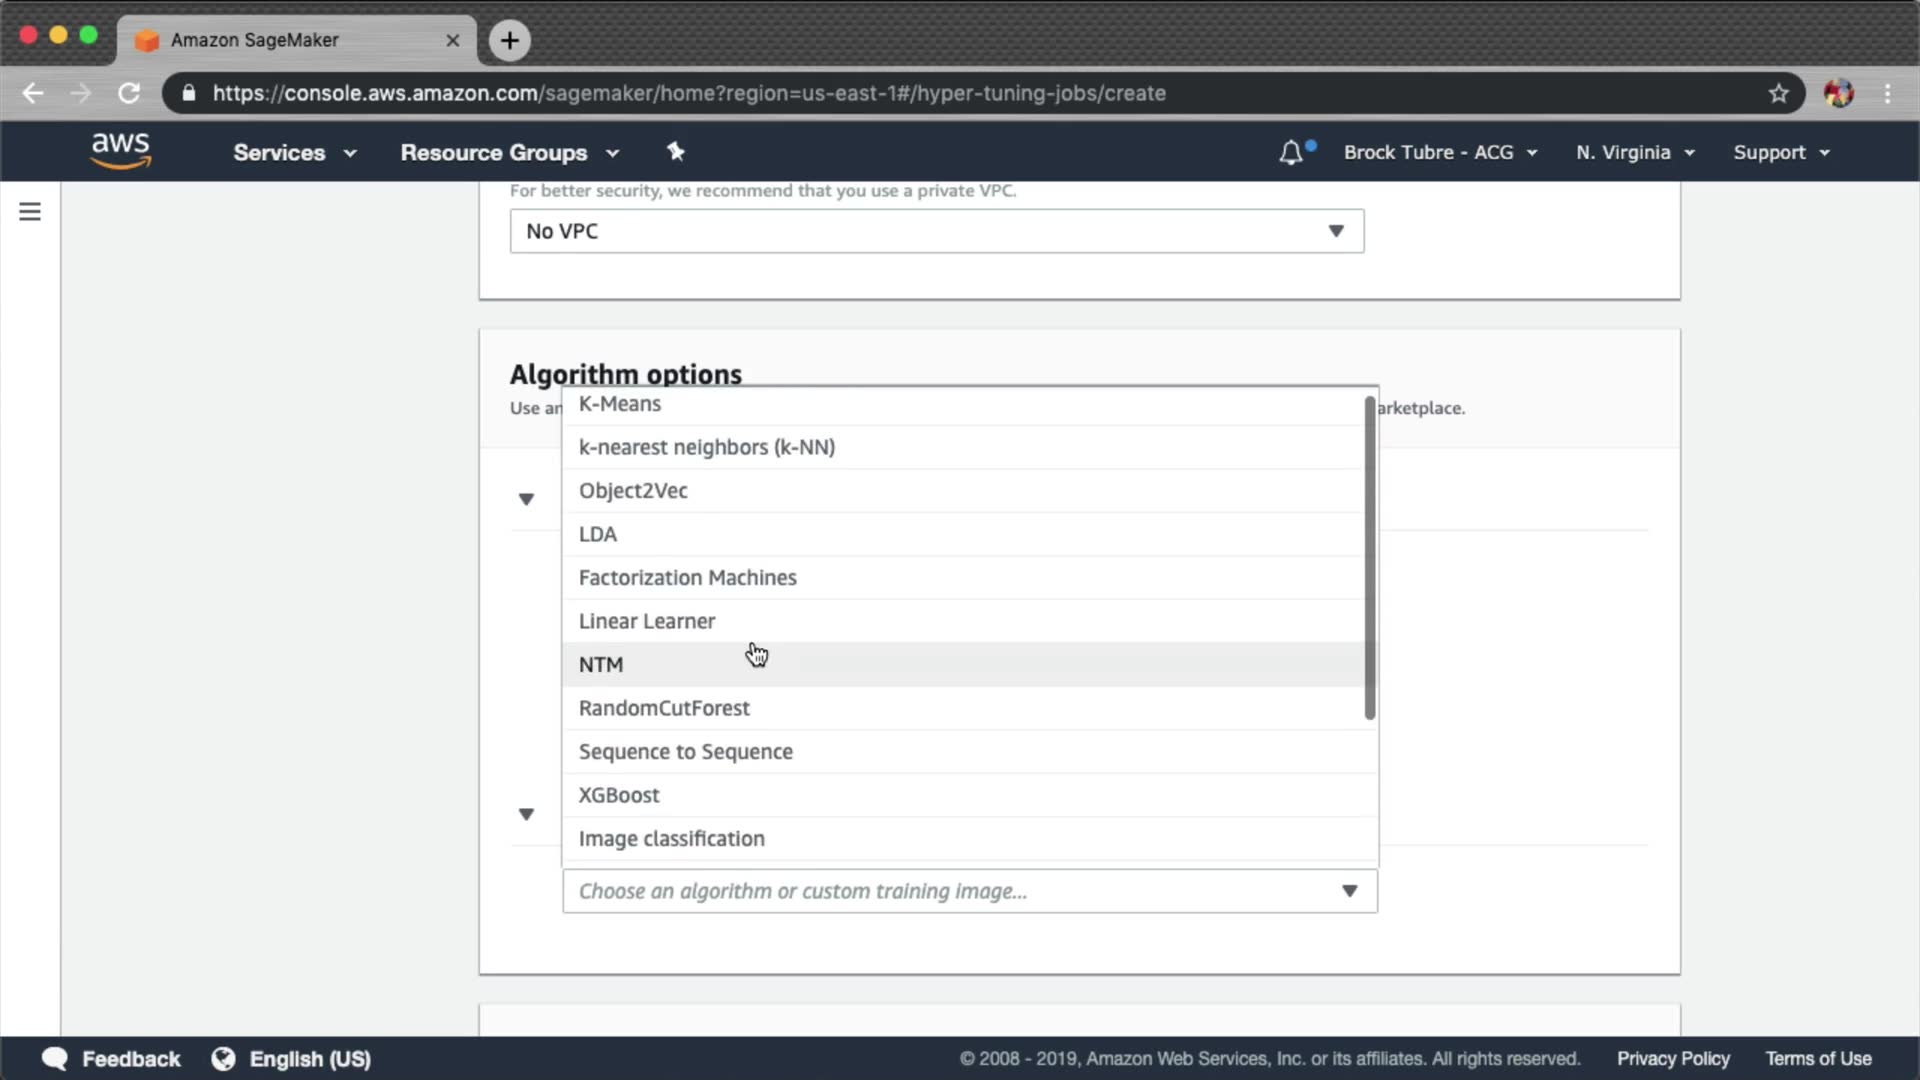 Amazon SageMaker
https://console.aws.amazon.com/sagemaker/home?region=us-east-1#/hyper-tuning-jobs/create
aws
Services
Resource Groups
Brock Tubre - ACG
N. Virginia
Support
For better security, we recommend that you use a private VPC.
No VPC
Algorithm options
Use an
arketplace.
K-Means
k-nearest neighbors (k-NN)
Object2Vec
LDA
Factorization Machines
Linear Learner
NTM
RandomCutForest
Sequence to Sequence
XGBoost
Image classification
Choose an algorithm or custom training image...
Feedback
English (US)
© 2008 - 2019, Amazon Web Services, Inc. or its affiliates. All rights reserved.
Privacy Policy
Terms of Use